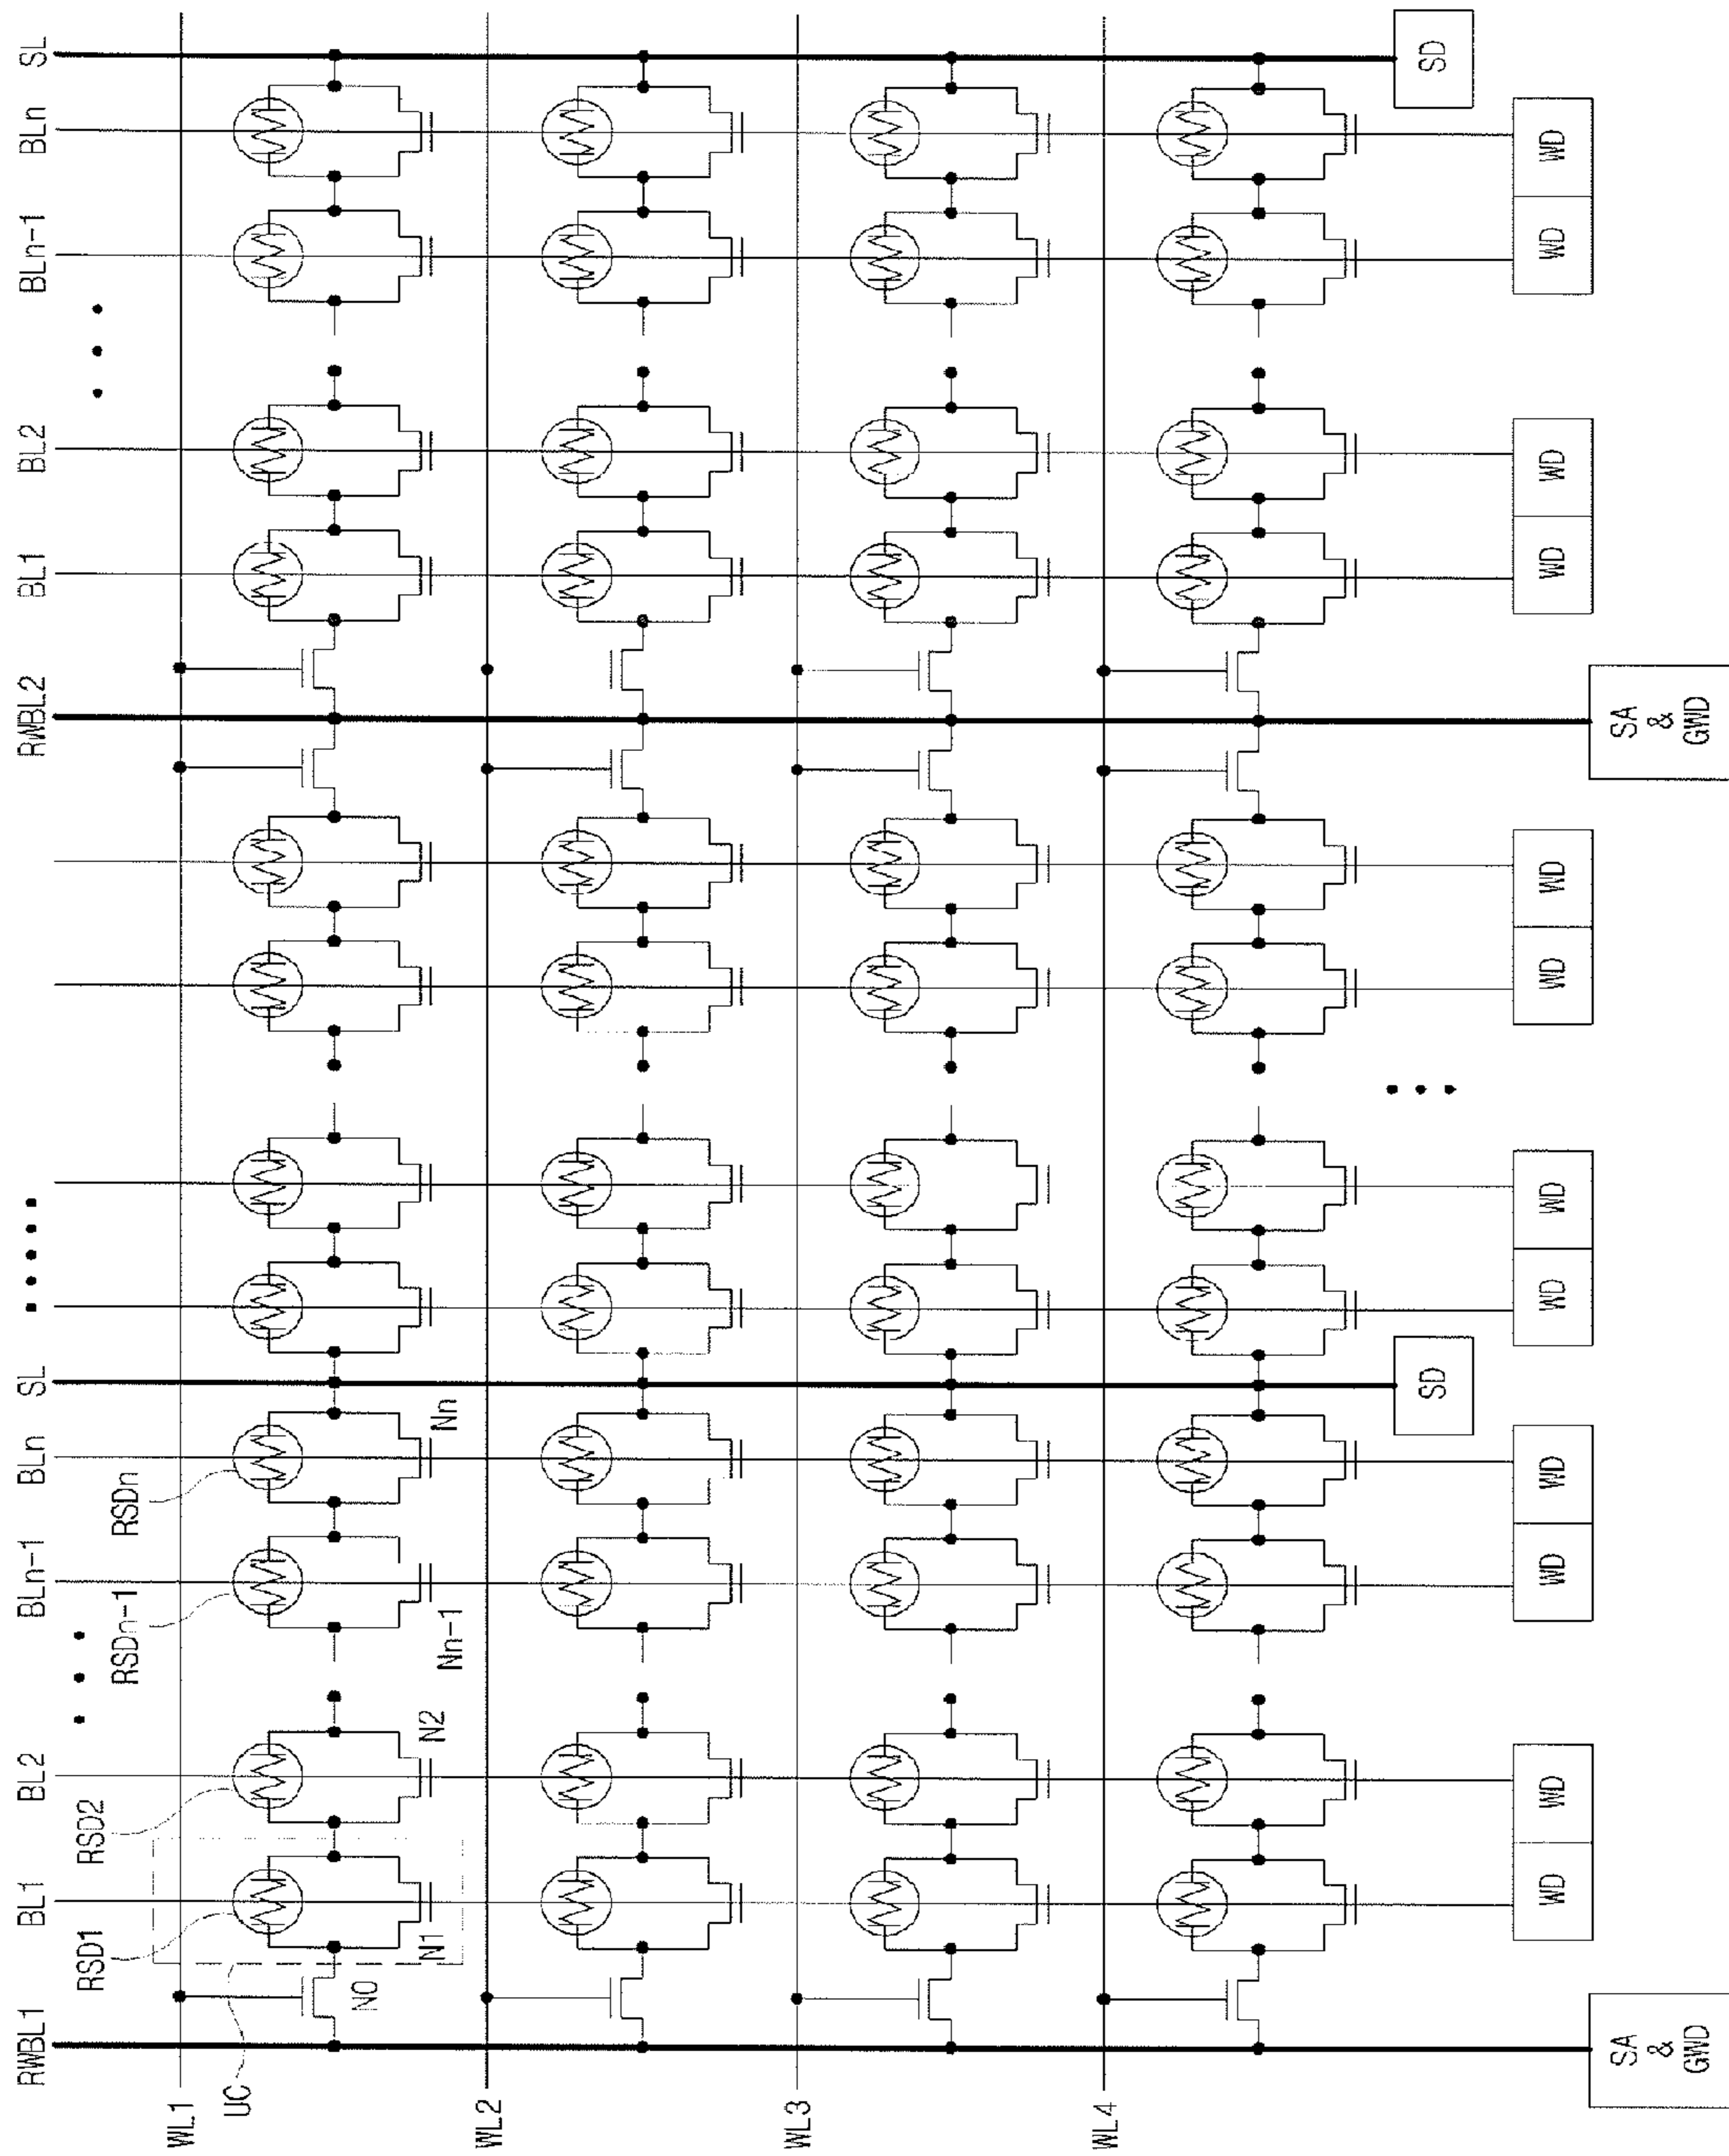 RWBL1 BL1 BL2 BLn-1 BLn SL RWBL2 BL1 BL2 BLn-1 BLn SL
RSD1 RSD2 RSDn-1 RSDn
WL1
UC
N0 N1 N2 Nn-1 Nn
WL2
WL3
WL4
SD SD
WD WD WD WD WD WD WD WD WD WD WD WD
SA & GWD
SA & GWD